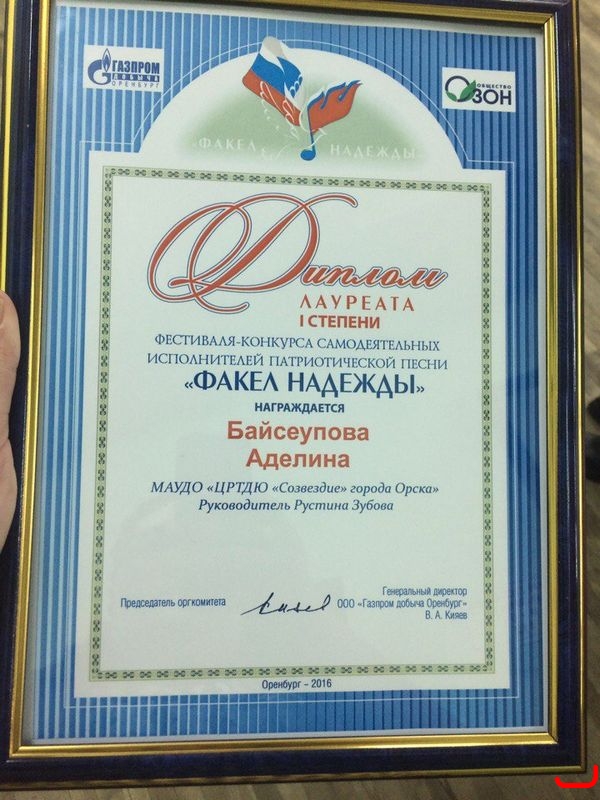 ГАЗПРОМ
ДОБЫЧА
ОРЕНБУРГ
ОБЩЕСТВО
ОЗОН
«ФАКЕЛ НАДЕЖДЫ»
Диплом
ЛАУРЕАТА
I СТЕПЕНИ
ФЕСТИВАЛЯ-КОНКУРСА САМОДЕЯТЕЛЬНЫХ
ИСПОЛНИТЕЛЕЙ ПАТРИОТИЧЕСКОЙ ПЕСНИ
«ФАКЕЛ НАДЕЖДЫ»
НАГРАЖДАЕТСЯ
Байсеупова
Аделина
МАУДО «ЦРТДЮ «Созвездие» города Орска»
Руководитель Рустина Зубова
Председатель оргкомитета
Генеральный директор
ООО «Газпром добыча Оренбург»
В. А. Кияев
Оренбург – 2016